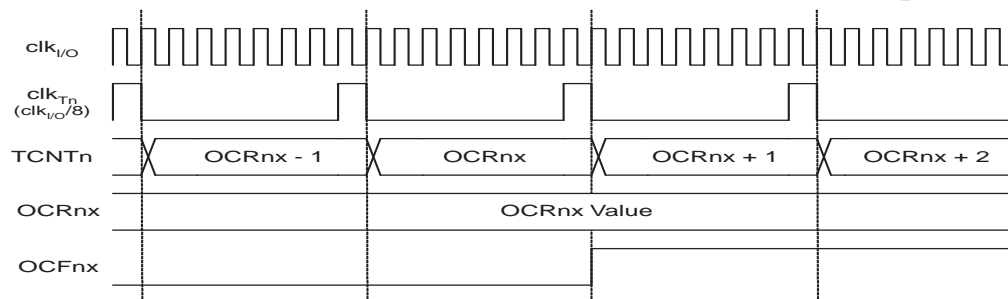 clkI/O
clkTn
(clkI/O/8)
TCNTn OCRnx - 1 OCRnx OCRnx + 1 OCRnx + 2
OCRnx OCRnx Value
OCFnx